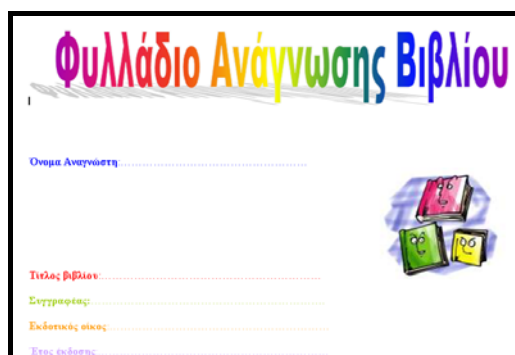 Φυλλάδιο Ανάγνωσης Βιβλίου
Όνομα Αναγνώστη:................................................
Τίτλος βιβλίου:.........................................................
Συγγραφέας:.............................................................
Εκδοτικός οίκος:.........................................................
Έτος έκδοσης:............................................................